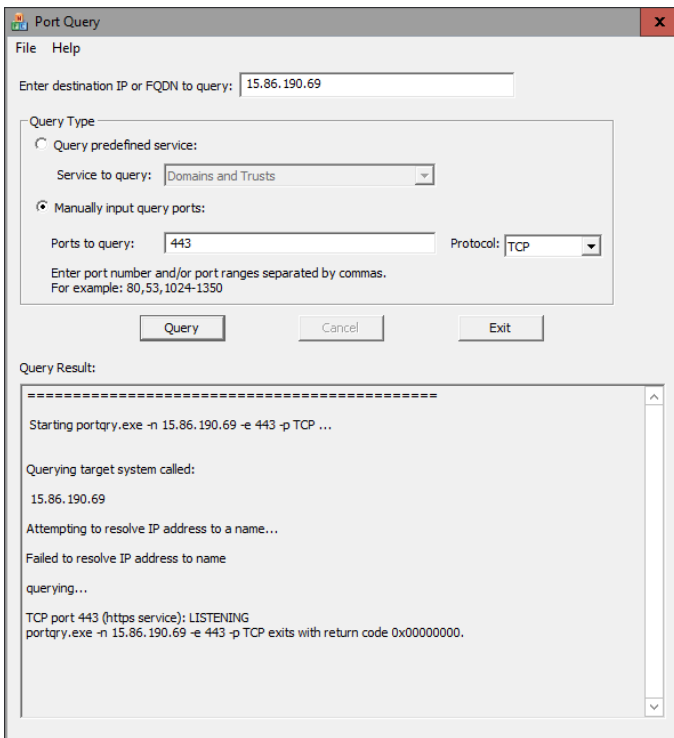 Port Query
File Help
Enter destination IP or FQDN to query: 15.86.190.69
Query Type
Query predefined service:
Service to query: Domains and Trusts
Manually input query ports:
Ports to query: 443 Protocol: TCP
Enter port number and/or port ranges separated by commas.
For example: 80,53,1024-1350
Query Cancel Exit
Query Result:
=============================================
Starting portqry.exe -n 15.86.190.69 -e 443 -p TCP ...
Querying target system called:
15.86.190.69
Attempting to resolve IP address to a name...
Failed to resolve IP address to name
querying...
TCP port 443 (https service): LISTENING
portqry.exe -n 15.86.190.69 -e 443 -p TCP exits with return code 0x00000000.